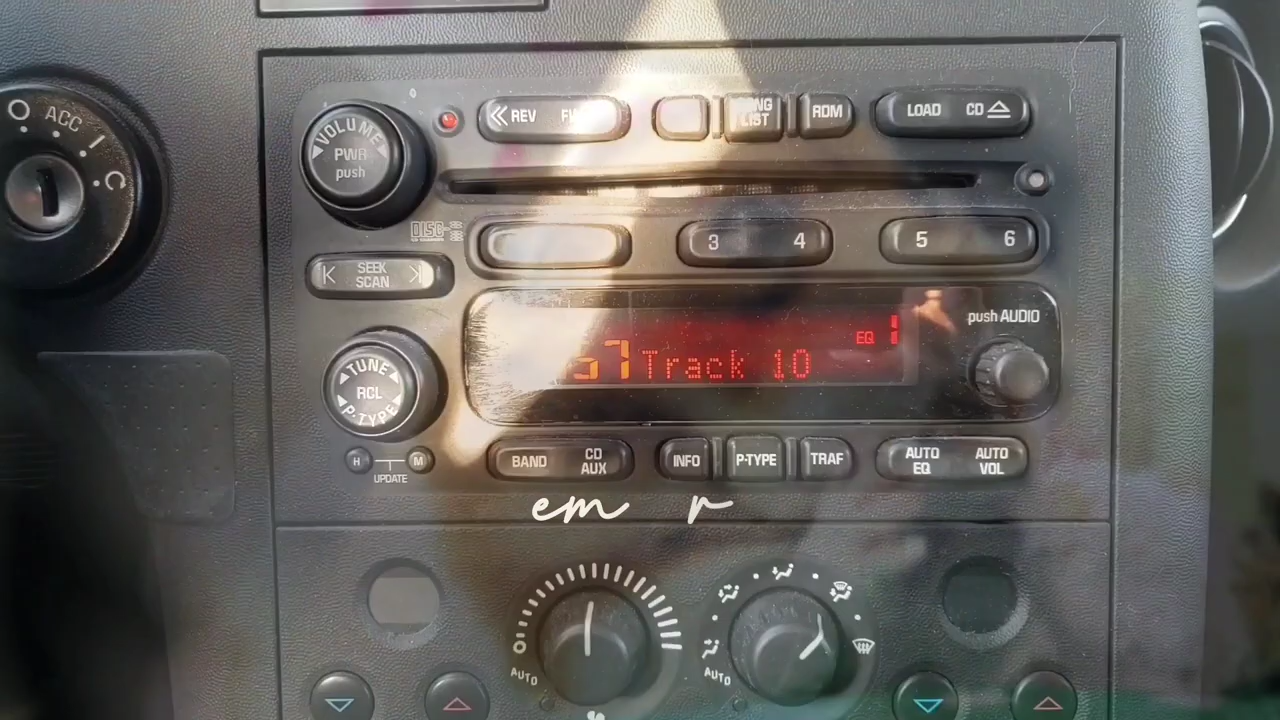 ACC
VOLUME
PWR
push
REV
LIST
RDM
LOAD CD
DISC
3 4
5 6
SEEK
SCAN
EQ 1
push AUDIO
Track 10
TUNE
RCL
P-TYPE
H M
UPDATE
BAND CD
AUX
INFO
P-TYPE
TRAF
AUTO
EQ
AUTO
VOL
em r
AUTO
AUTO